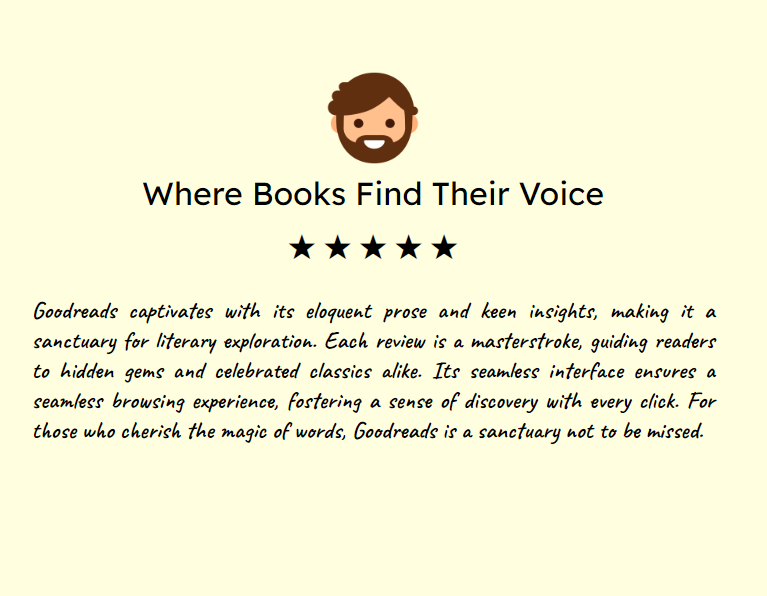 Where Books Find Their Voice
★ ★ ★ ★ ★
Goodreads captivates with its eloquent prose and keen insights, making it a
sanctuary for literary exploration. Each review is a masterstroke, guiding readers
to hidden gems and celebrated classics alike. Its seamless interface ensures a
seamless browsing experience, fostering a sense of discovery with every click. For
those who cherish the magic of words, Goodreads is a sanctuary not to be missed.